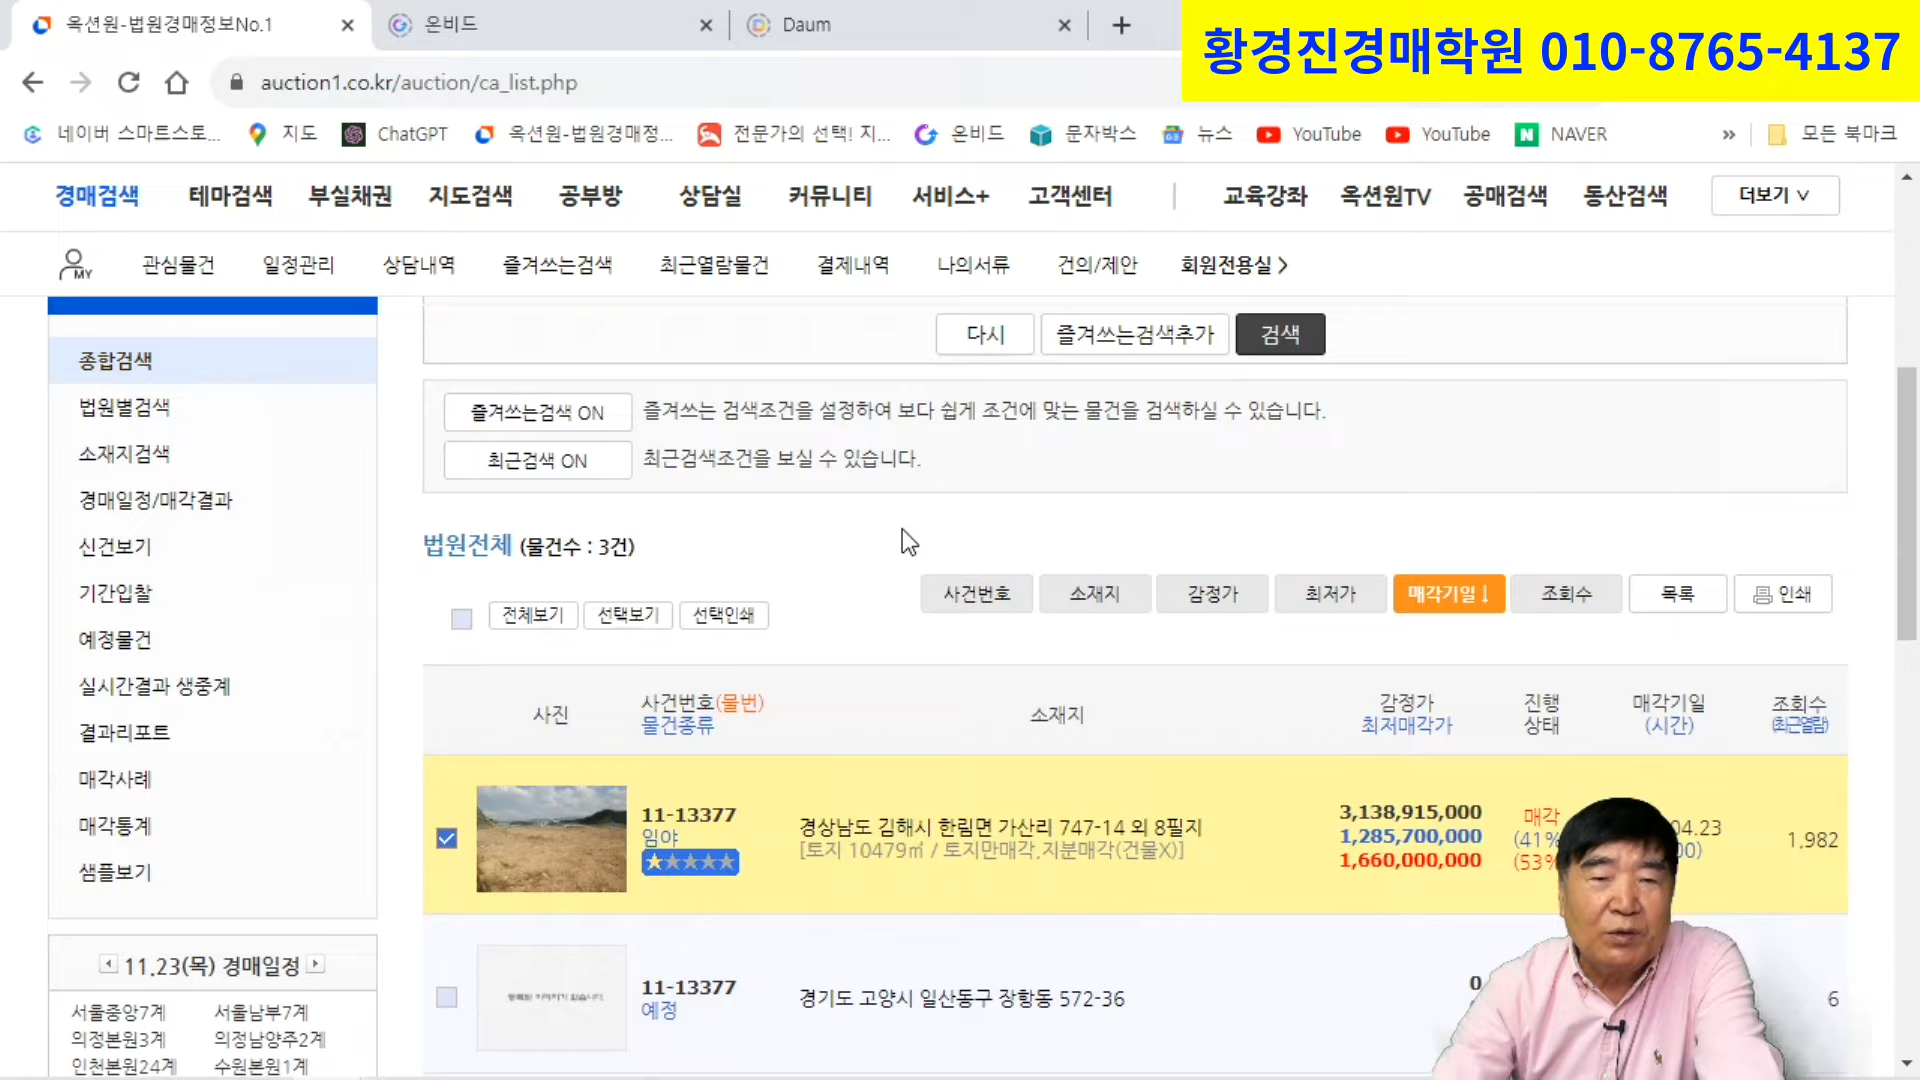 옥션원-법원경매정보No.1
온비드
Daum
황경진경매학원 010-8765-4137
auction1.co.kr/auction/ca_list.php
네이버 스마트스토...
지도
ChatGPT
옥션원-법원경매정...
전문가의 선택! 지...
온비드
문자박스
뉴스
YouTube
YouTube
NAVER
»
모든 북마크
경매검색 테마검색 부실채권 지도검색 공부방 상담실 커뮤니티 서비스+ 고객센터 | 교육강좌 옥션원TV 공매검색 동산검색 더보기 ∨
MY 관심물건 일정관리 상담내역 즐겨쓰는검색 최근열람물건 결제내역 나의서류 건의/제안 회원전용실 >
다시 즐겨쓰는검색추가 검색
종합검색
법원별검색
소재지검색
경매일정/매각결과
신건보기
기간입찰
예정물건
실시간결과 생중계
결과리포트
매각사례
매각통계
샘플보기
11.23(목) 경매일정
서울중앙7계 서울남부7계
의정본원3계 의정남양주2계
인천본원24계 수원본원1계
즐겨쓰는검색 ON 즐겨쓰는 검색조건을 설정하여 보다 쉽게 조건에 맞는 물건을 검색하실 수 있습니다.
최근검색 ON 최근검색조건을 보실 수 있습니다.
법원전체 (물건수 : 3건)
사건번호 소재지 감정가 최저가 매각기일↓ 조회수 목록 인쇄
전체보기 선택보기 선택인쇄
사진
사건번호(물번)
물건종류
소재지
감정가
최저매각가
진행
상태
매각기일
(시간)
조회수
(최근열람)
11-13377
임야
★★★★★
경상남도 김해시 한림면 가산리 747-14 외 8필지
[토지 10479㎡ / 토지만매각,지분매각(건물X)]
3,138,915,000
1,285,700,000
1,660,000,000
매각
(41%
(53%
04.23
00)
1,982
등록된 이미지가 없습니다.
11-13377
예정
경기도 고양시 일산동구 장항동 572-36
0
6